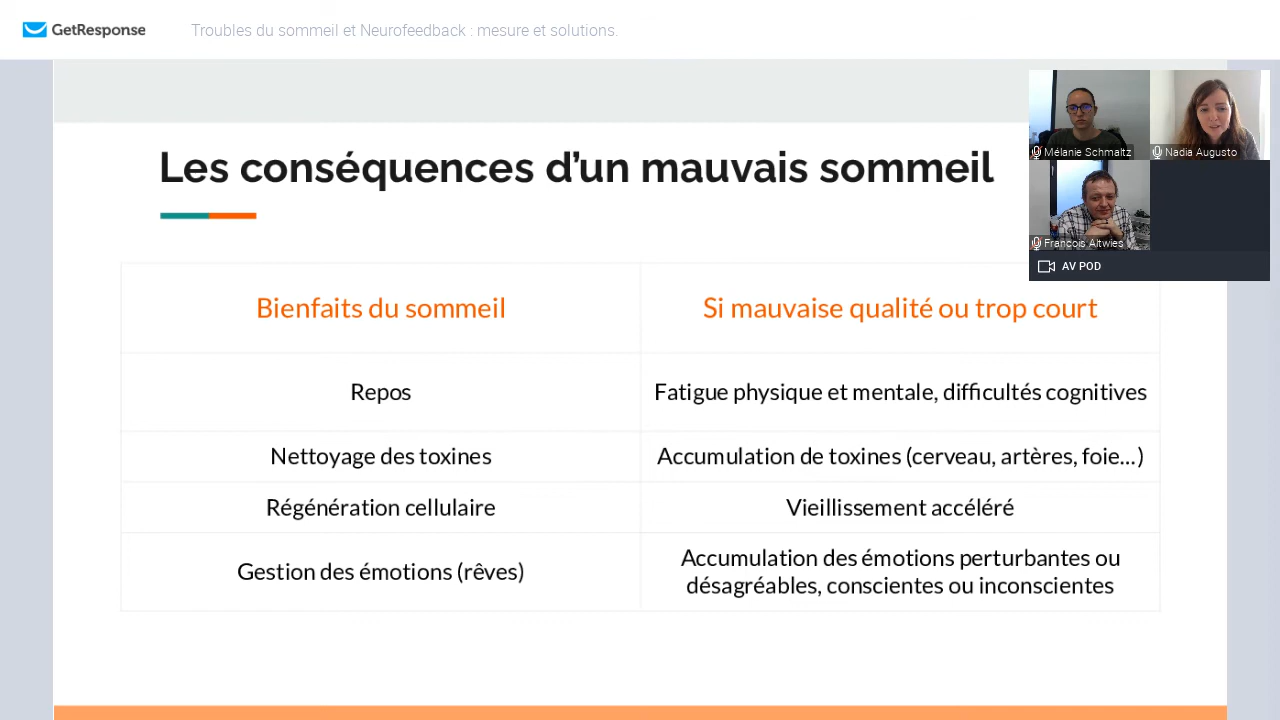 GetResponse
Troubles du sommeil et Neurofeedback : mesure et solutions.
Les conséquences d’un mauvais sommeil
Mélanie Schmaltz
Nadia Augusto
Francois Altwies
AV POD
Bienfaits du sommeil
Si mauvaise qualité ou trop court
Repos
Fatigue physique et mentale, difficultés cognitives
Nettoyage des toxines
Accumulation de toxines (cerveau, artères, foie...)
Régénération cellulaire
Vieillissement accéléré
Gestion des émotions (rêves)
Accumulation des émotions perturbantes ou
désagréables, conscientes ou inconscientes